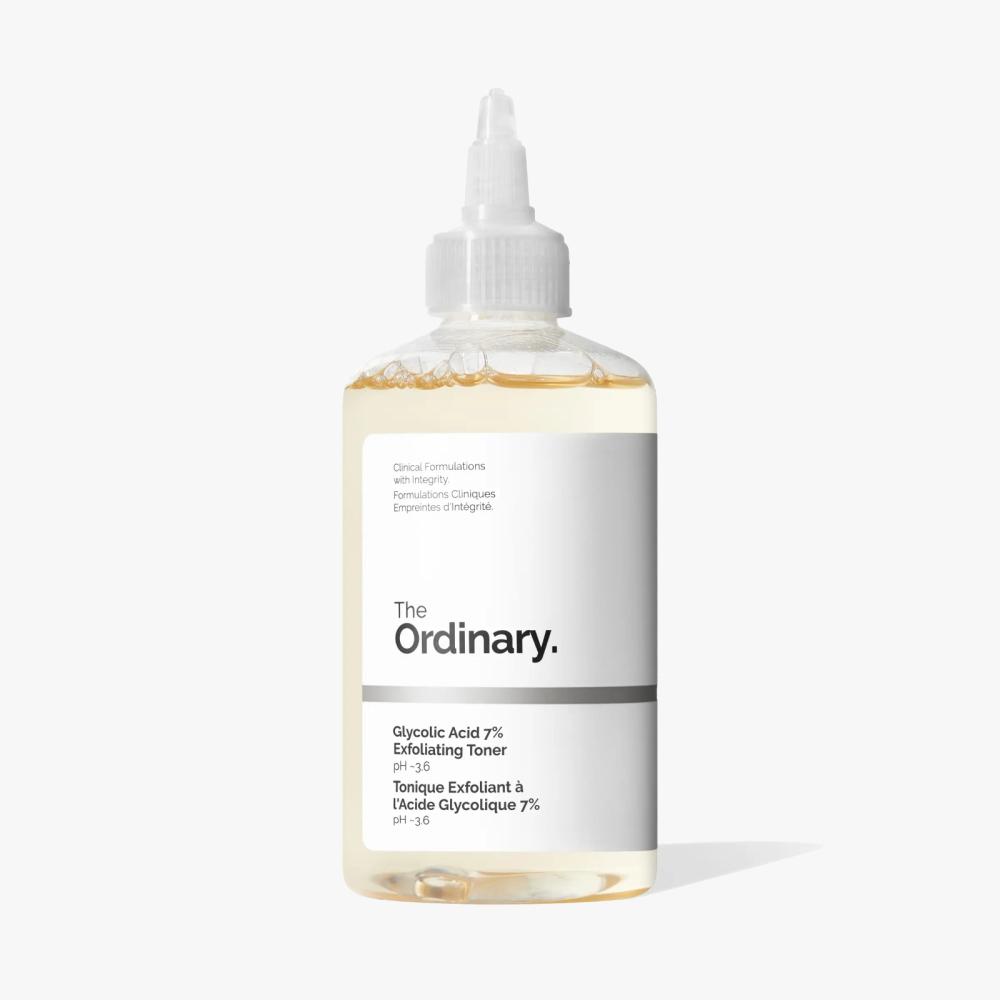 Clinical Formulations
with Integrity.
Formulations Cliniques
Empreintes d'Intégrité.
The
Ordinary.
Glycolic Acid 7%
Exfoliating Toner
pH ~3.6
Tonique Exfoliant à
l'Acide Glycolique 7%
pH ~3.6